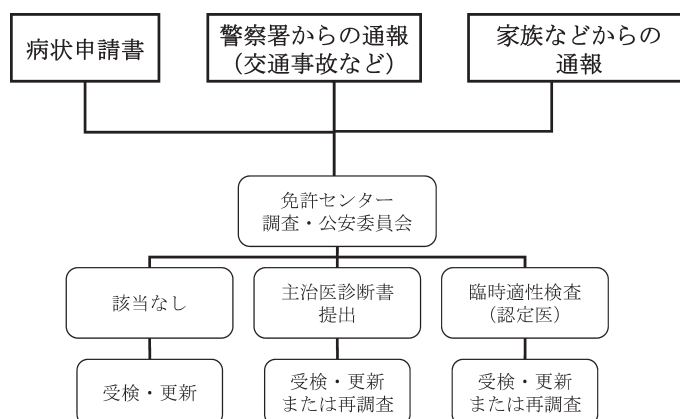 病状申請書
警察署からの通報
（交通事故など）
家族などからの
通報
免許センター
調査・公安委員会
該当なし
主治医診断書
提出
臨時適性検査
（認定医）
受検・更新
受検・更新
または再調査
受検・更新
または再調査